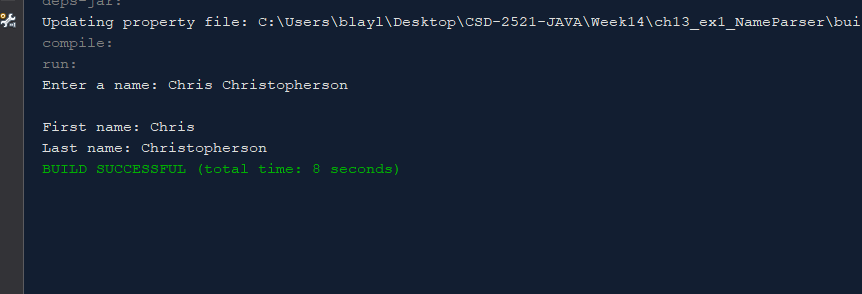 deps-jar:
Updating property file: C:\Users\blayl\Desktop\CSD-2521-JAVA\Week14\ch13_ex1_NameParser\bui
compile:
run:
Enter a name: Chris Christopherson
First name: Chris
Last name: Christopherson
BUILD SUCCESSFUL (total time: 8 seconds)